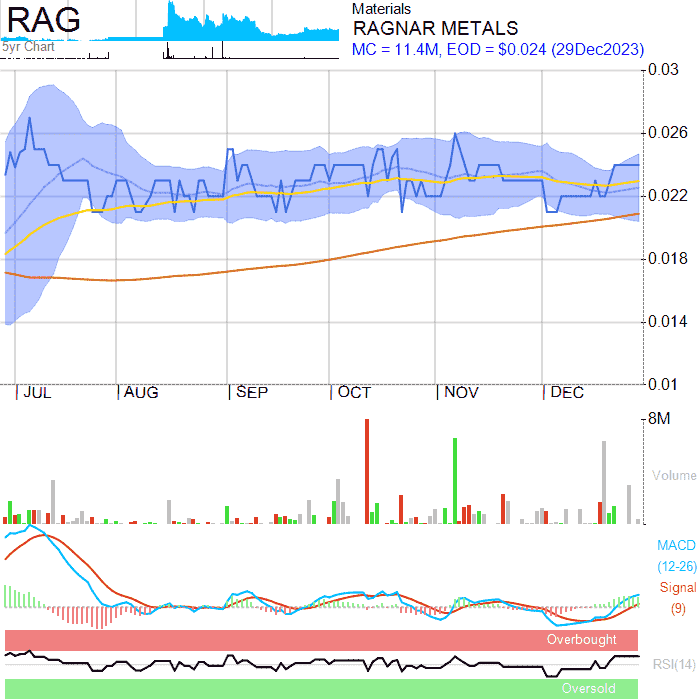 RAG
5yr Chart
Materials
RAGNAR METALS
MC = 11.4M, EOD = $0.024 (29Dec2023)
0.03
0.026
0.022
0.018
0.014
0.01
JUL AUG SEP OCT NOV DEC
8M
Volume
MACD
(12-26)
Signal
(9)
Overbought
RSI(14)
Oversold